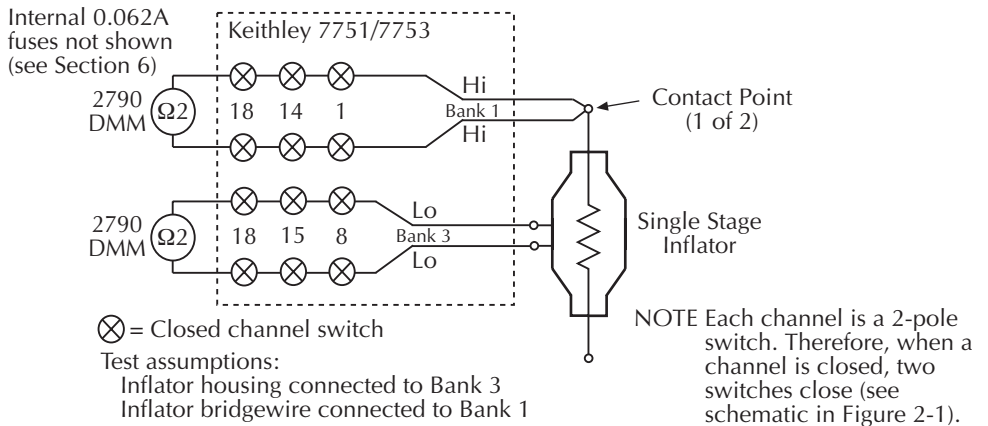 Internal 0.062A
fuses not shown
(see Section 6)
Keithley 7751/7753
2790
DMM
Ω2
18
14
1
Hi
Bank 1
Hi
Contact Point
(1 of 2)
2790
DMM
Ω2
18
15
8
Lo
Bank 3
Lo
Single Stage
Inflator
= Closed channel switch
Test assumptions:
Inflator housing connected to Bank 3
Inflator bridgewire connected to Bank 1
NOTE Each channel is a 2-pole
switch. Therefore, when a
channel is closed, two
switches close (see
schematic in Figure 2-1).